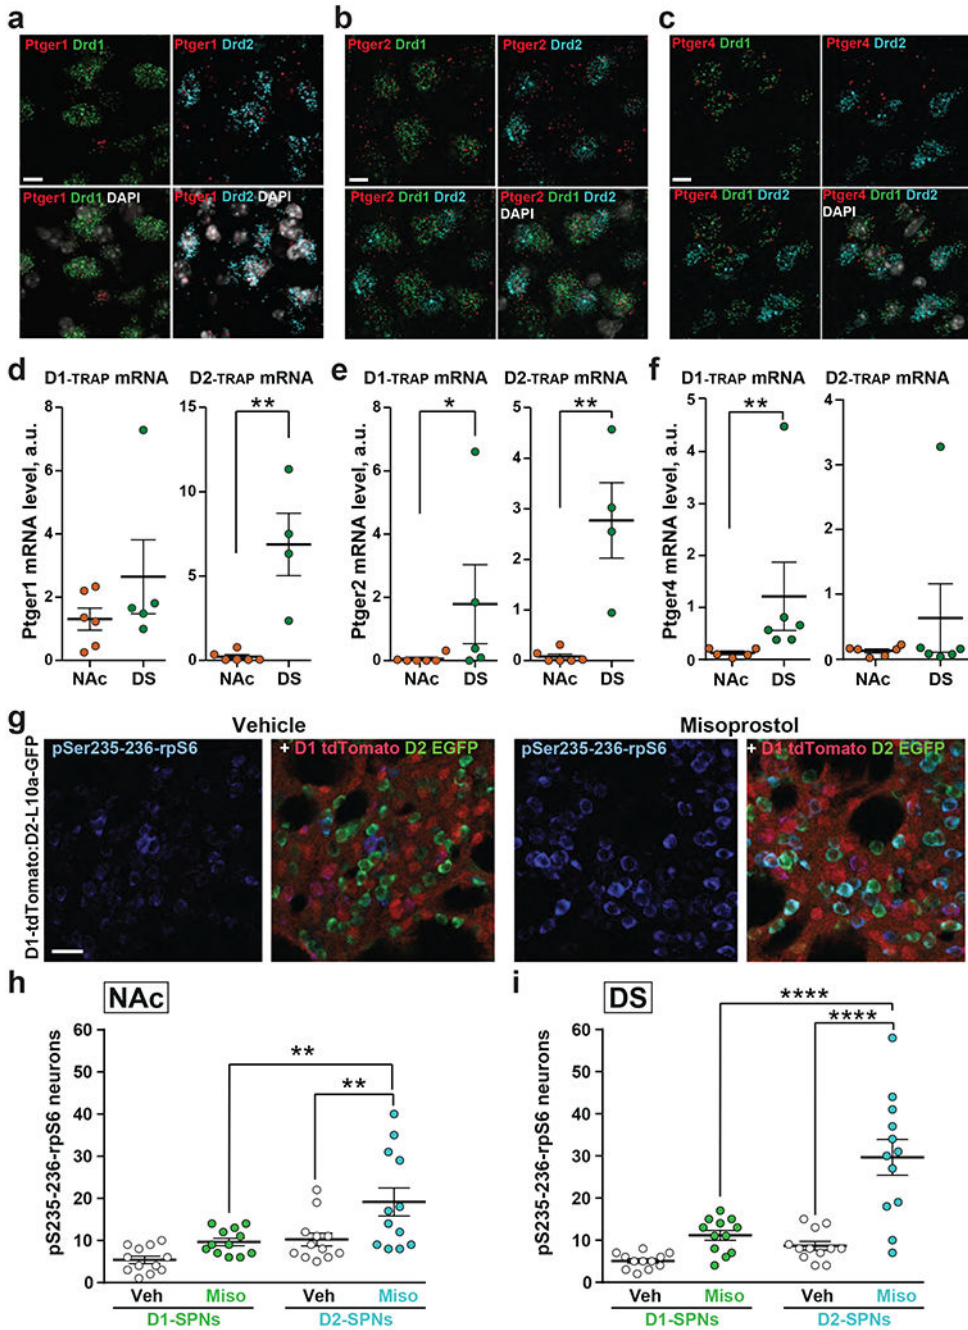 a
b
c
Ptger1 Drd1
Ptger1 Drd2
Ptger2 Drd1
Ptger2 Drd2
Ptger4 Drd1
Ptger4 Drd2
Ptger1 Drd1 DAPI
Ptger1 Drd2 DAPI
Ptger2 Drd1 Drd2
Ptger2 Drd1 Drd2
DAPI
Ptger4 Drd1 Drd2
Ptger4 Drd1 Drd2
DAPI
d
D1-TRAP mRNA
D2-TRAP mRNA
Ptger1 mRNA level, a.u.
8
6
4
2
0
NAc
DS
15
10
5
0
**
NAc
DS
e
D1-TRAP mRNA
D2-TRAP mRNA
Ptger2 mRNA level, a.u.
8
6
4
2
0
*
NAc
DS
5
4
3
2
1
0
**
NAc
DS
f
D1-TRAP mRNA
D2-TRAP mRNA
Ptger4 mRNA level, a.u.
5
4
3
2
1
0
**
NAc
DS
4
3
2
1
0
NAc
DS
g
Vehicle
Misoprostol
D1-tdTomato:D2-L10a-GFP
pSer235-236-rpS6
+ D1 tdTomato D2 EGFP
pSer235-236-rpS6
+ D1 tdTomato D2 EGFP
h
NAc
pS235-236-rpS6 neurons
60
50
40
30
20
10
0
**
**
Veh
Miso
Veh
Miso
D1-SPNs
D2-SPNs
i
DS
pS235-236-rpS6 neurons
60
50
40
30
20
10
0
****
****
Veh
Miso
Veh
Miso
D1-SPNs
D2-SPNs